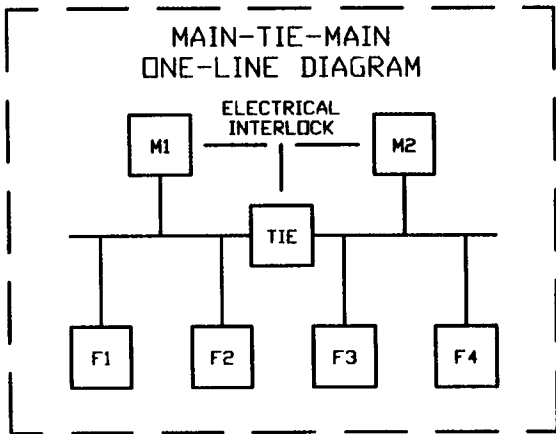 MAIN-TIE-MAIN
ONE-LINE DIAGRAM
ELECTRICAL
INTERLOCK
M1
M2
TIE
F1
F2
F3
F4